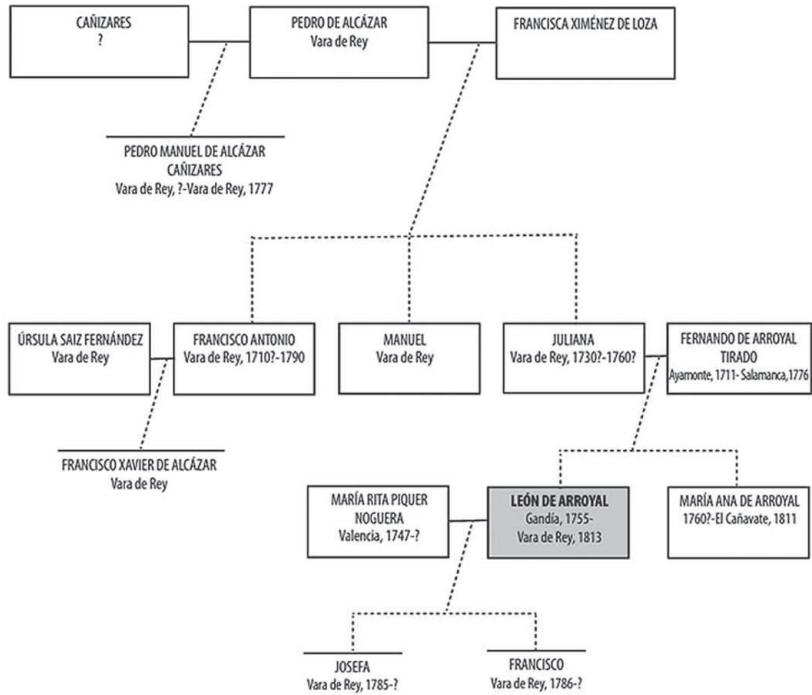 CAÑIZARES
?
PEDRO DE ALCÁZAR
Vara de Rey
FRANCISCA XIMÉNEZ DE LOZA
PEDRO MANUEL DE ALCÁZAR
CAÑIZARES
Vara de Rey, ?-Vara de Rey, 1777
ÚRSULA SAIZ FERNÁNDEZ
Vara de Rey
FRANCISCO ANTONIO
Vara de Rey, 1710?-1790
MANUEL
Vara de Rey
JULIANA
Vara de Rey, 1730?-1760?
FERNANDO DE ARROYAL
TIRADO
Ayamonte, 1711- Salamanca,1776
FRANCISCO XAVIER DE ALCÁZAR
Vara de Rey
MARÍA RITA PIQUER
NOGUERA
Valencia, 1747-?
LEÓN DE ARROYAL
Gandía, 1755-
Vara de Rey, 1813
MARÍA ANA DE ARROYAL
1760?-El Cañavate, 1811
JOSEFA
Vara de Rey, 1785-?
FRANCISCO
Vara de Rey, 1786-?